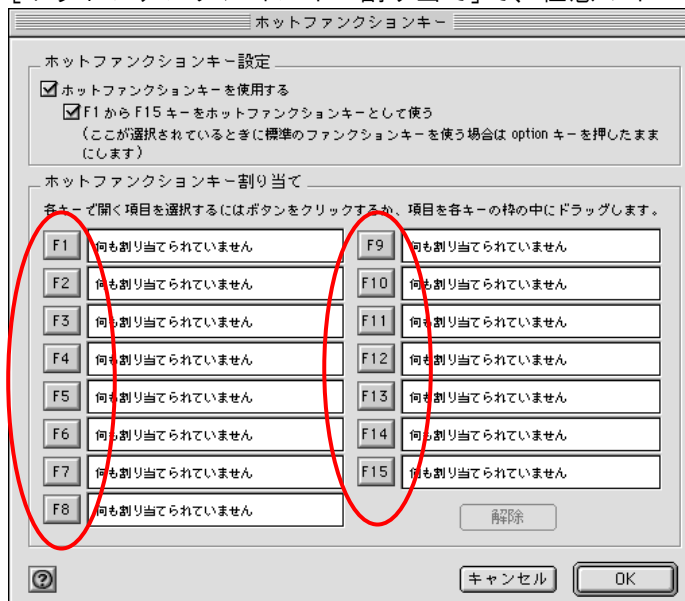 ホットファンクションキー
ホットファンクションキー設定
ホットファンクションキーを使用する
F1 から F15 キーをホットファンクションキーとして使う
(ここが選択されているときに標準のファンクションキーを使う場合は option キーを押したまま
にします)
ホットファンクションキー割り当て
各キーで開く項目を選択するにはボタンをクリックするか、項目を各キーの枠の中にドラッグします。
F1 何も割り当てられていません
F9 何も割り当てられていません
F2 何も割り当てられていません
F10 何も割り当てられていません
F3 何も割り当てられていません
F11 何も割り当てられていません
F4 何も割り当てられていません
F12 何も割り当てられていません
F5 何も割り当てられていません
F13 何も割り当てられていません
F6 何も割り当てられていません
F14 何も割り当てられていません
F7 何も割り当てられていません
F15 何も割り当てられていません
F8 何も割り当てられていません
解除
?
キャンセル
OK